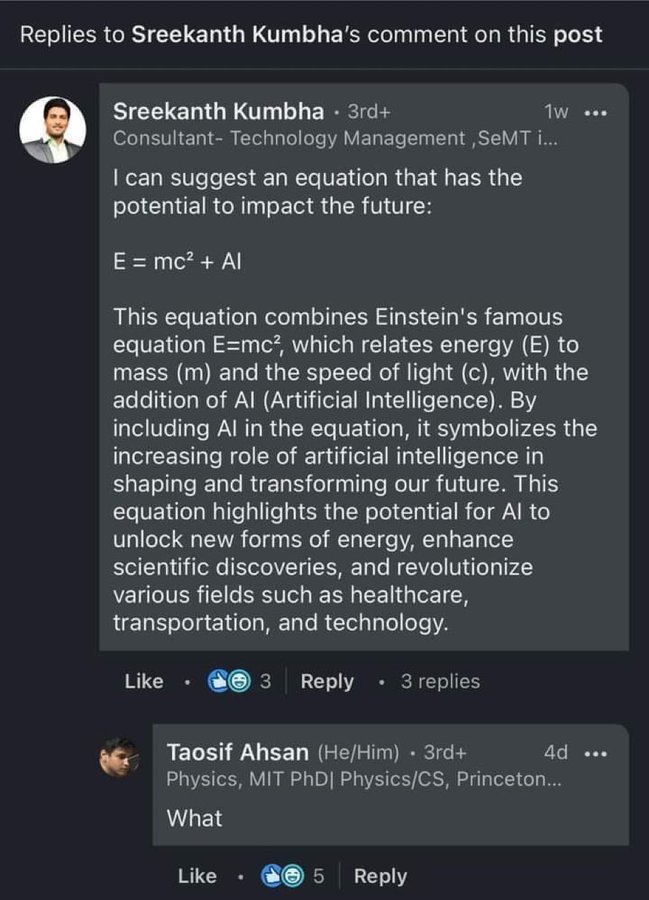 Replies to Sreekanth Kumbha's comment on this post
Sreekanth Kumbha • 3rd+ 1w •••
Consultant- Technology Management ,SeMT i...
I can suggest an equation that has the
potential to impact the future:
E = mc² + AI
This equation combines Einstein's famous
equation E=mc², which relates energy (E) to
mass (m) and the speed of light (c), with the
addition of AI (Artificial Intelligence). By
including AI in the equation, it symbolizes the
increasing role of artificial intelligence in
shaping and transforming our future. This
equation highlights the potential for AI to
unlock new forms of energy, enhance
scientific discoveries, and revolutionize
various fields such as healthcare,
transportation, and technology.
Like • 3 Reply • 3 replies
Taosif Ahsan (He/Him) • 3rd+ 4d •••
Physics, MIT PhD| Physics/CS, Princeton...
What
Like • 5 Reply